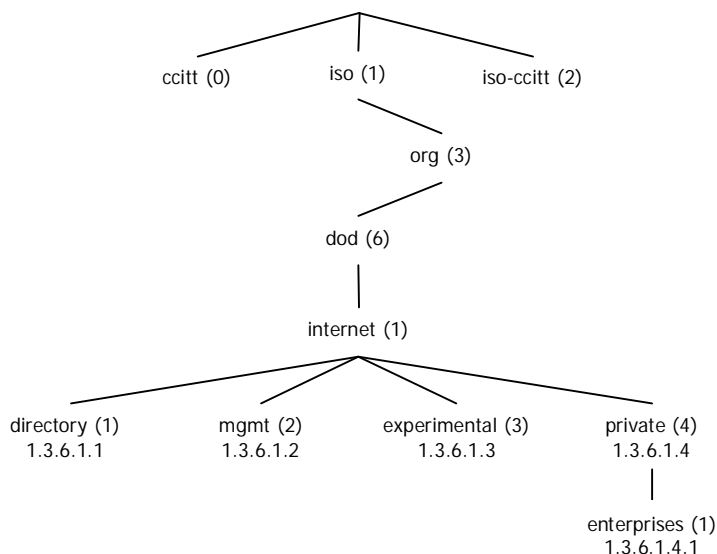 ccitt (0)
iso (1)
iso-ccitt (2)
org (3)
dod (6)
internet (1)
directory (1)
1.3.6.1.1
mgmt (2)
1.3.6.1.2
experimental (3)
1.3.6.1.3
private (4)
1.3.6.1.4
enterprises (1)
1.3.6.1.4.1